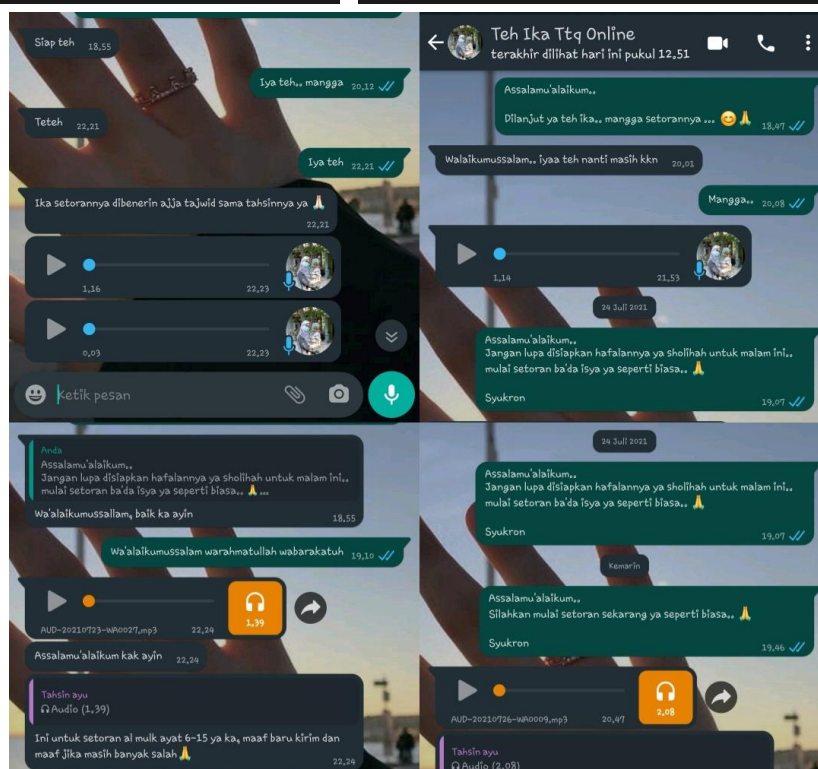 Siap teh 18.55
Iya teh.. mangga 20.12
Teteh 22.21
Iya teh 22.21
Ika setorannya dibenerin ajja tajwid sama tahsinnya ya 🙏🏻
22.21
1.16 22.23
0.03 22.23
Ketik pesan
Teh Ika Ttq Online
terakhir dilihat hari ini pukul 12.51
Assalamu'alaikum..
Dilanjut ya teh ika.. mangga setorannya ... 😊🙏
18.47
Walaikumussalam.. iyaa teh nanti masih kkn 20.01
Mangga.. 20.08
1.14 21.53
24 Juli 2021
Assalamu'alaikum..
Jangan lupa disiapkan hafalannya ya sholihah untuk malam ini..
mulai setoran ba'da isya ya seperti biasa.. 🙏
Syukron 19.07
Anda
Assalamu'alaikum..
Jangan lupa disiapkan hafalannya ya sholihah untuk malam ini..
mulai setoran ba'da isya ya seperti biasa.. 🙏 ...
Wa'alaikumussallam, baik ka ayin 18.55
Wa'alaikumussalam warahmatullah wabarakatuh 19.10
1.39
AUD-20210723-WA0027.mp3 22.24
Assalamu'alaikum kak ayin 22.24
Tahsin ayu
Audio (1.39)
Ini untuk setoran al mulk ayat 6-15 ya ka, maaf baru kirim dan
maaf jika masih banyak salah 🙏
22.24
24 Juli 2021
Assalamu'alaikum..
Jangan lupa disiapkan hafalannya ya sholihah untuk malam ini..
mulai setoran ba'da isya ya seperti biasa.. 🙏
Syukron 19.07
Kemarin
Assalamu'alaikum..
Silahkan mulai setoran sekarang ya seperti biasa.. 🙏
Syukron 19.46
2.08
AUD-20210726-WA0009.mp3 20.47
Tahsin ayu
Audio (2.08)